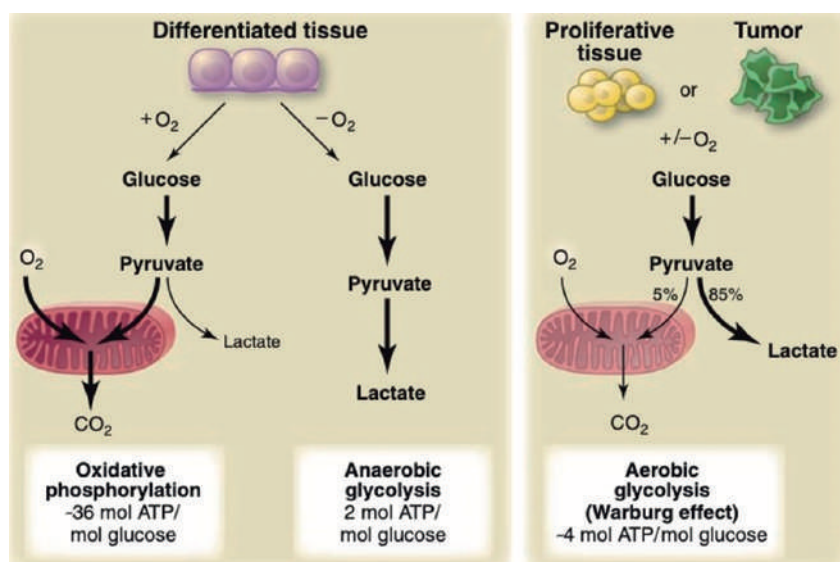 Differentiated tissue
+O₂
−O₂
Glucose
Glucose
O₂
Pyruvate
Pyruvate
Lactate
Lactate
CO₂
Oxidative
phosphorylation
~36 mol ATP/
mol glucose
Anaerobic
glycolysis
2 mol ATP/
mol glucose
Proliferative
tissue
or
Tumor
+/−O₂
Glucose
O₂
Pyruvate
5%
85%
Lactate
CO₂
Aerobic
glycolysis
(Warburg effect)
~4 mol ATP/mol glucose